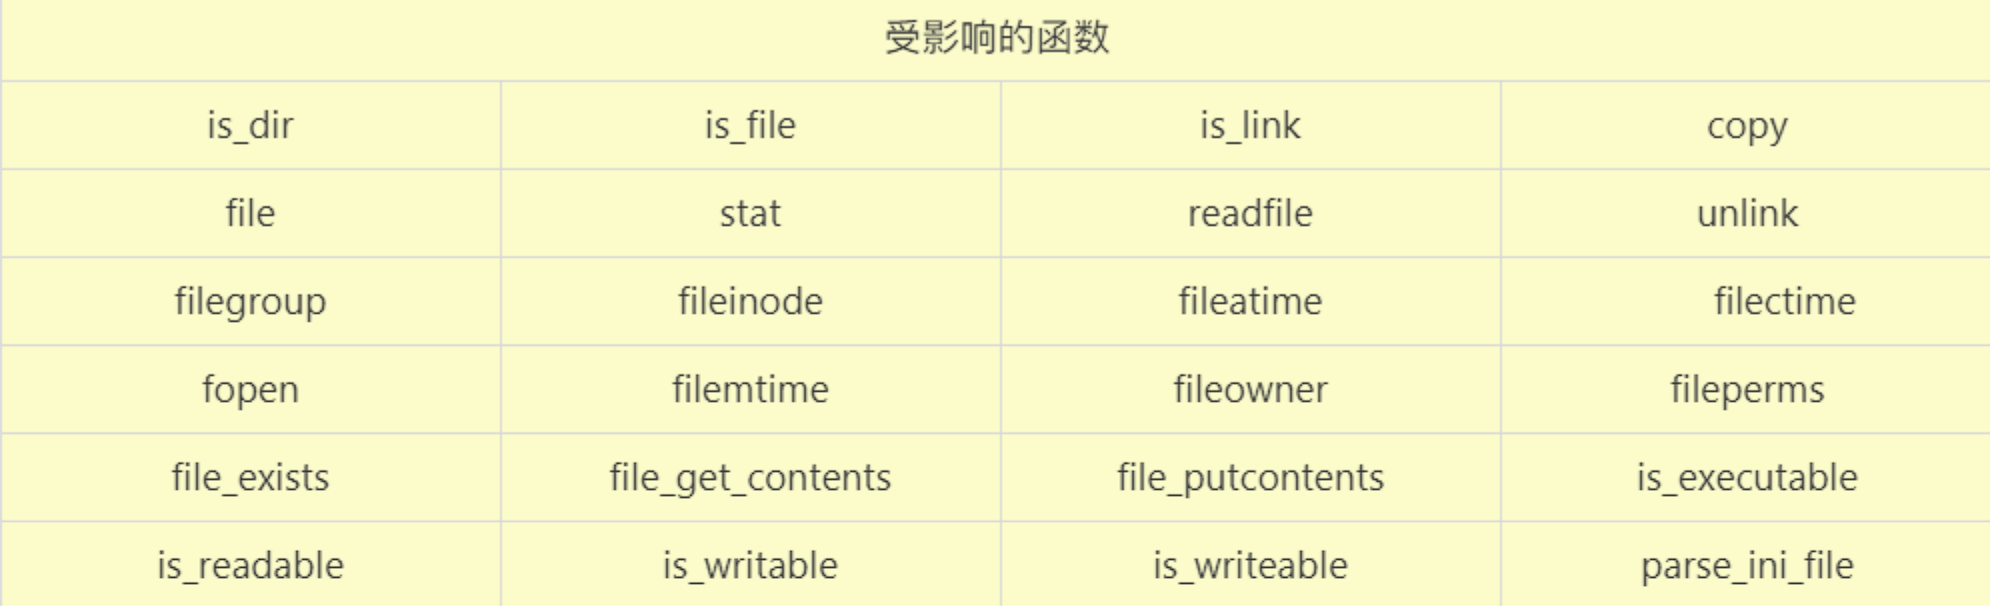 受影响的函数
is_dir is_file is_link copy
file stat readfile unlink
filegroup fileinode fileatime filectime
fopen filemtime fileowner fileperms
file_exists file_get_contents file_putcontents is_executable
is_readable is_writable is_writeable parse_ini_file